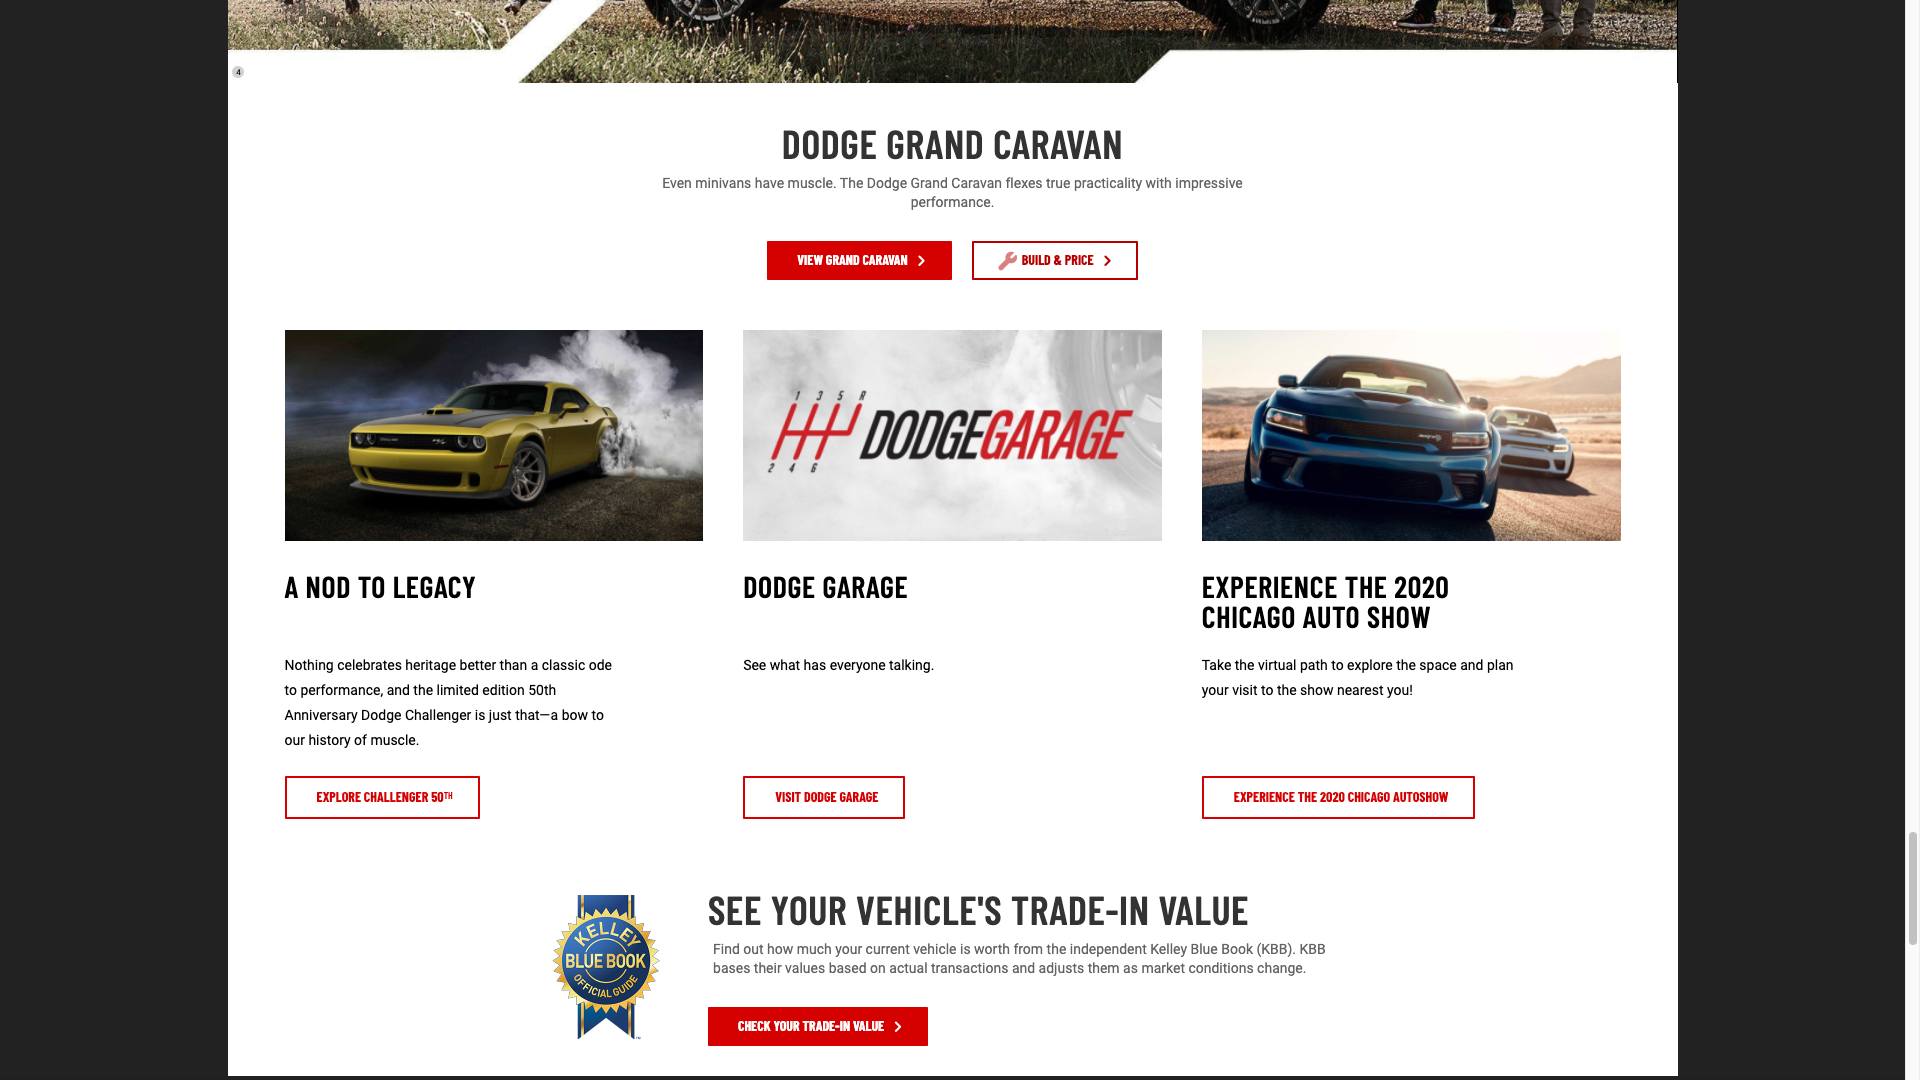 4
DODGE GRAND CARAVAN
Even minivans have muscle. The Dodge Grand Caravan flexes true practicality with impressive
performance.
VIEW GRAND CARAVAN
BUILD & PRICE
1 3 5 R
DODGEGARAGE
2 4 6
A NOD TO LEGACY
Nothing celebrates heritage better than a classic ode
to performance, and the limited edition 50th
Anniversary Dodge Challenger is just that—a bow to
our history of muscle.
EXPLORE CHALLENGER 50TH
DODGE GARAGE
See what has everyone talking.
VISIT DODGE GARAGE
EXPERIENCE THE 2020
CHICAGO AUTO SHOW
Take the virtual path to explore the space and plan
your visit to the show nearest you!
EXPERIENCE THE 2020 CHICAGO AUTOSHOW
KELLEY
BLUE BOOK
OFFICIAL GUIDE
SEE YOUR VEHICLE'S TRADE-IN VALUE
Find out how much your current vehicle is worth from the independent Kelley Blue Book (KBB). KBB
bases their values based on actual transactions and adjusts them as market conditions change.
CHECK YOUR TRADE-IN VALUE